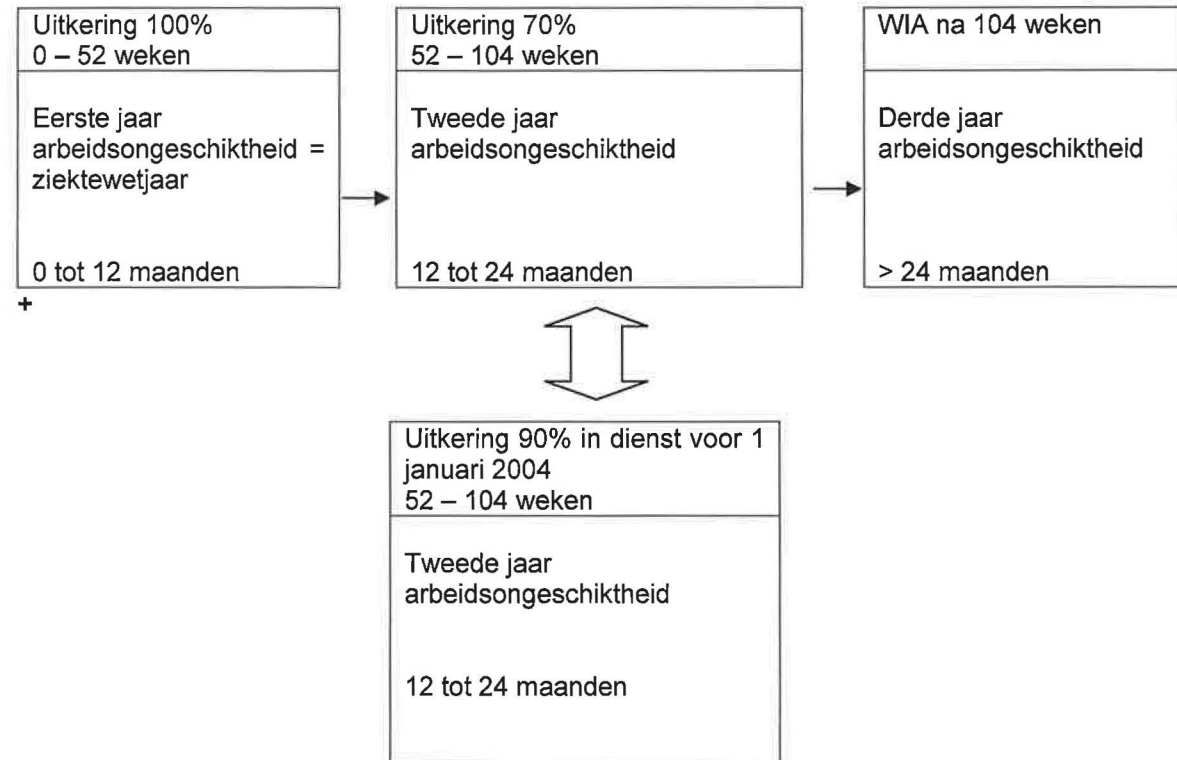 Uitkering 100%
0 – 52 weken
Eerste jaar
arbeidsongeschiktheid =
ziektewetjaar
0 tot 12 maanden
+
Uitkering 70%
52 – 104 weken
Tweede jaar
arbeidsongeschiktheid
12 tot 24 maanden
WIA na 104 weken
Derde jaar
arbeidsongeschiktheid
> 24 maanden
Uitkering 90% in dienst voor 1
januari 2004
52 – 104 weken
Tweede jaar
arbeidsongeschiktheid
12 tot 24 maanden